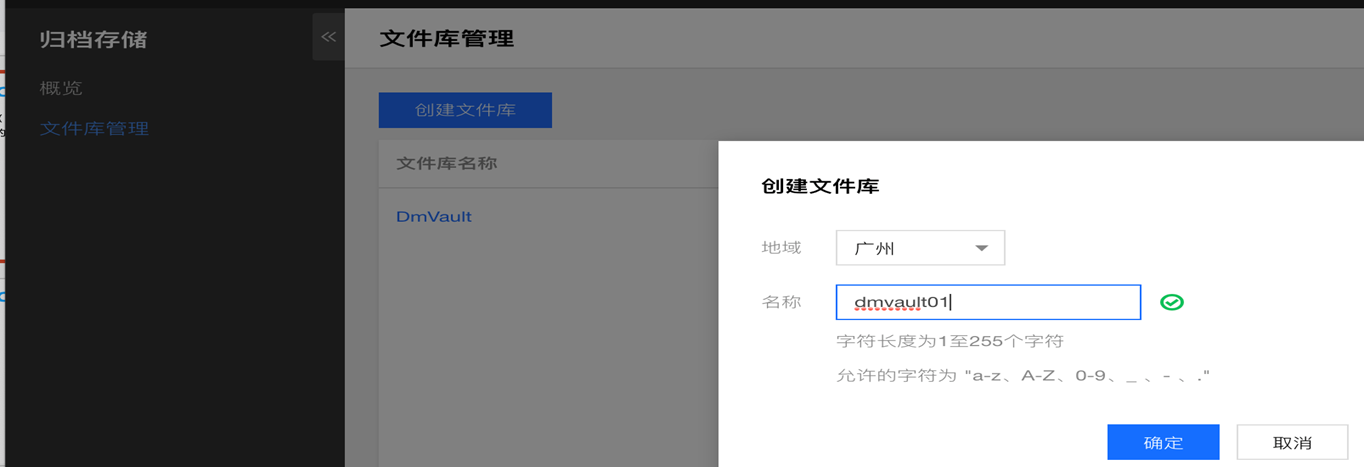 归档存储
«
概览
文件库管理
文件库管理
创建文件库
文件库名称
DmVault
创建文件库
地域 广州
名称 dmvault01
字符长度为1至255个字符
允许的字符为 "a-z、A-Z、0-9、_ 、- 、."
确定 取消